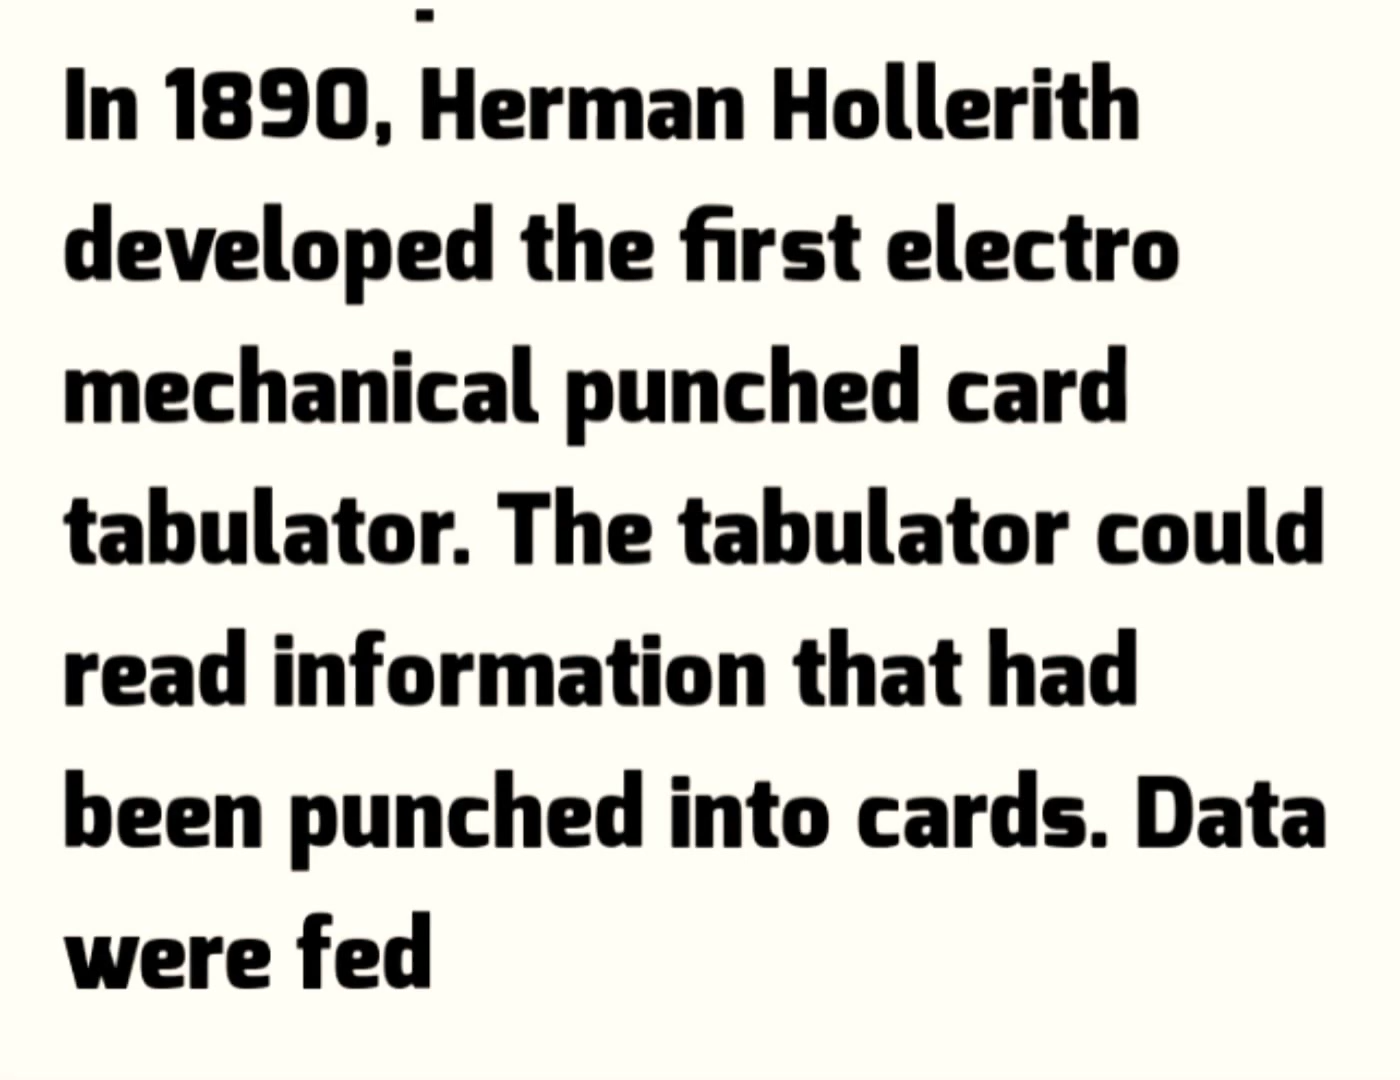 In 1890, Herman Hollerith
developed the first electro
mechanical punched card
tabulator. The tabulator could
read information that had
been punched into cards. Data
were fed